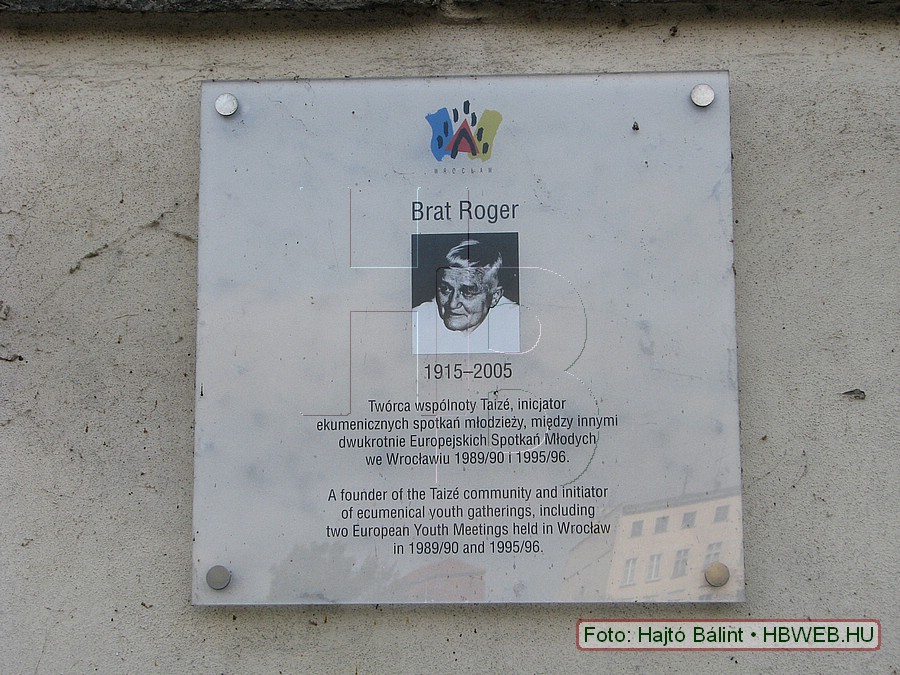 WROCŁAW
Brat Roger
1915–2005
Twórca wspólnoty Taizé, inicjator
ekumenicznych spotkań młodzieży, między innymi
dwukrotnie Europejskich Spotkań Młodych
we Wrocławiu 1989/90 i 1995/96.
A founder of the Taizé community and initiator
of ecumenical youth gatherings, including
two European Youth Meetings held in Wrocław
in 1989/90 and 1995/96.
HB
Foto: Hajtó Bálint • HBWEB.HU